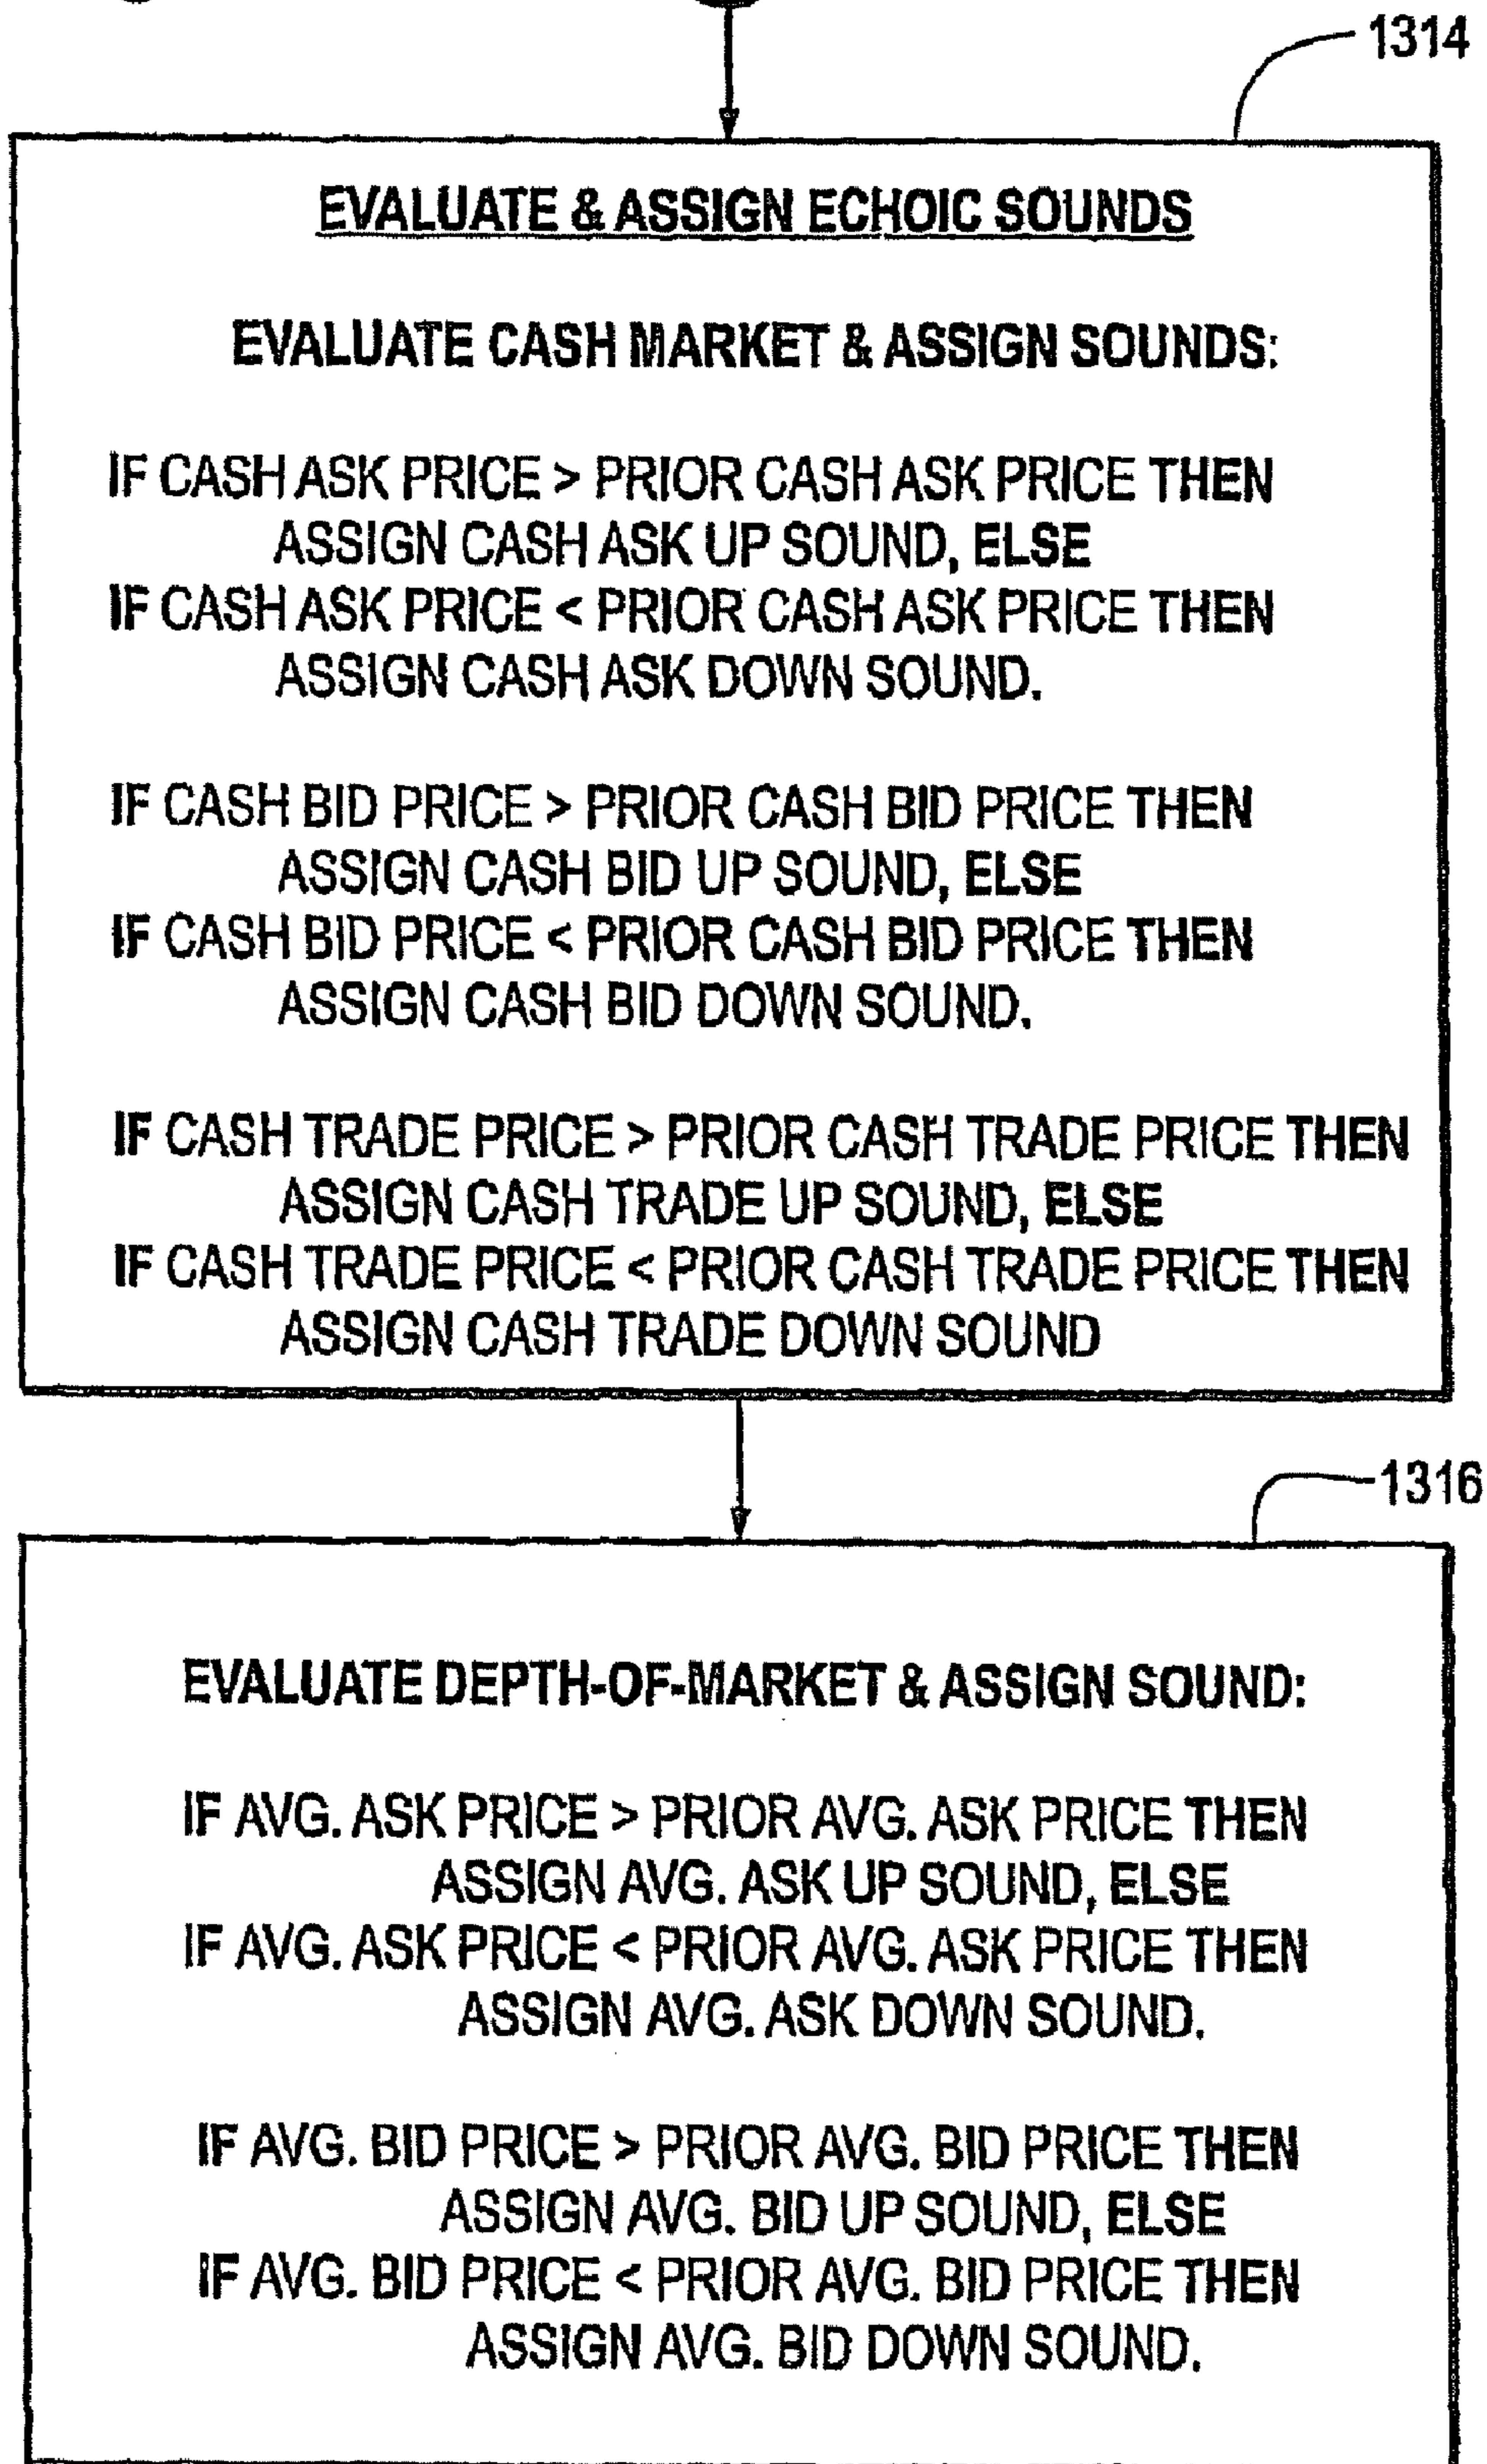 1314
EVALUATE & ASSIGN ECHOIC SOUNDS
EVALUATE CASH MARKET & ASSIGN SOUNDS:
IF CASH ASK PRICE > PRIOR CASH ASK PRICE THEN
ASSIGN CASH ASK UP SOUND, ELSE
IF CASH ASK PRICE < PRIOR CASH ASK PRICE THEN
ASSIGN CASH ASK DOWN SOUND.
IF CASH BID PRICE > PRIOR CASH BID PRICE THEN
ASSIGN CASH BID UP SOUND, ELSE
IF CASH BID PRICE < PRIOR CASH BID PRICE THEN
ASSIGN CASH BID DOWN SOUND.
IF CASH TRADE PRICE > PRIOR CASH TRADE PRICE THEN
ASSIGN CASH TRADE UP SOUND, ELSE
IF CASH TRADE PRICE < PRIOR CASH TRADE PRICE THEN
ASSIGN CASH TRADE DOWN SOUND
1316
EVALUATE DEPTH-OF-MARKET & ASSIGN SOUND:
IF AVG. ASK PRICE > PRIOR AVG. ASK PRICE THEN
ASSIGN AVG. ASK UP SOUND, ELSE
IF AVG. ASK PRICE < PRIOR AVG. ASK PRICE THEN
ASSIGN AVG. ASK DOWN SOUND.
IF AVG. BID PRICE > PRIOR AVG. BID PRICE THEN
ASSIGN AVG. BID UP SOUND, ELSE
IF AVG. BID PRICE < PRIOR AVG. BID PRICE THEN
ASSIGN AVG. BID DOWN SOUND.